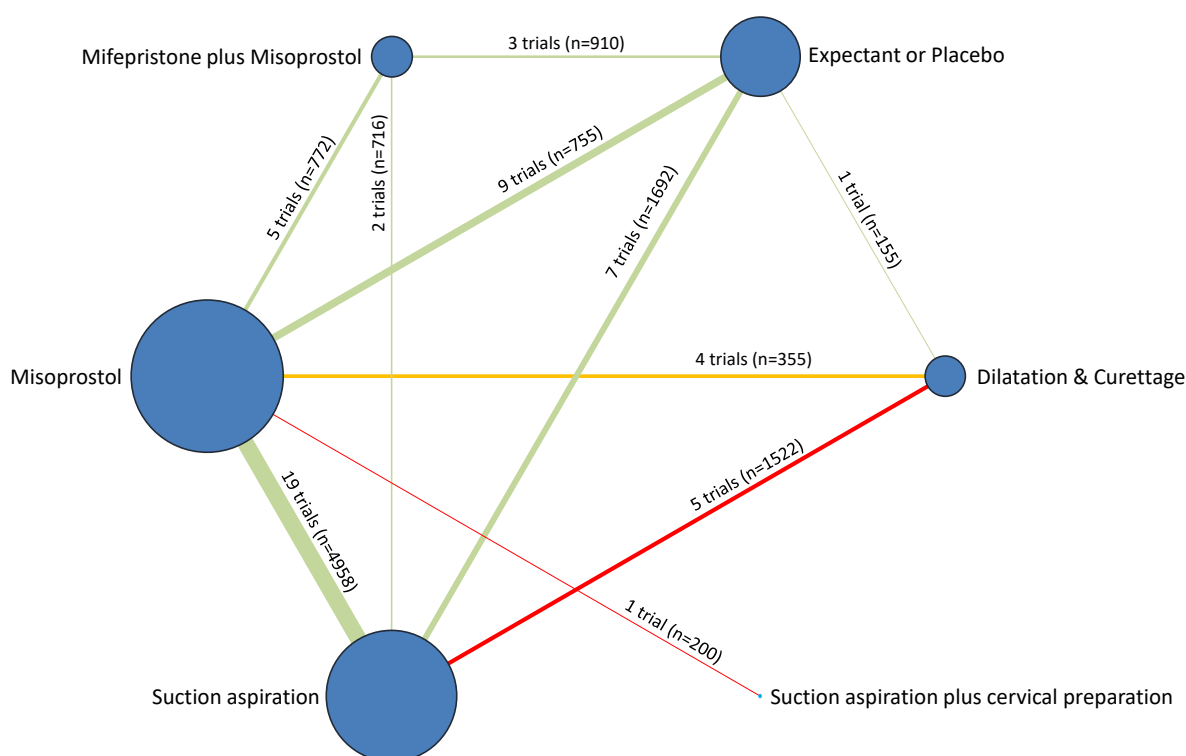 3 trials (n=910)
Mifepristone plus Misoprostol
Expectant or Placebo
5 trials (n=772)
2 trials (n=716)
9 trials (n=755)
7 trials (n=1692)
1 trial (n=155)
Misoprostol
4 trials (n=355)
Dilatation & Curettage
19 trials (n=4958)
5 trials (n=1522)
1 trial (n=200)
Suction aspiration
Suction aspiration plus cervical preparation